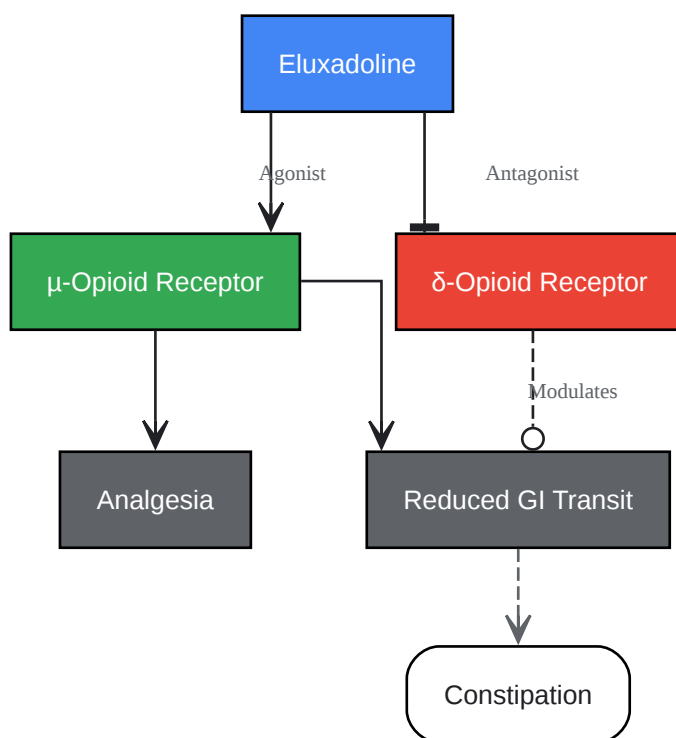 Eluxadoline
Agonist
Antagonist
µ-Opioid Receptor
δ-Opioid Receptor
Modulates
Analgesia
Reduced GI Transit
Constipation